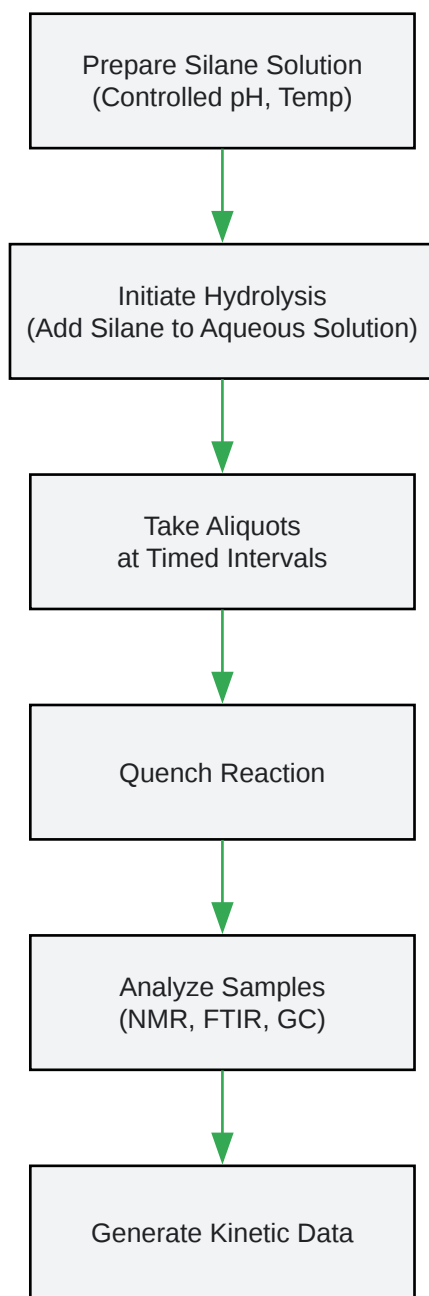 Prepare Silane Solution
(Controlled pH, Temp)
Initiate Hydrolysis
(Add Silane to Aqueous Solution)
Take Aliquots
at Timed Intervals
Quench Reaction
Analyze Samples
(NMR, FTIR, GC)
Generate Kinetic Data